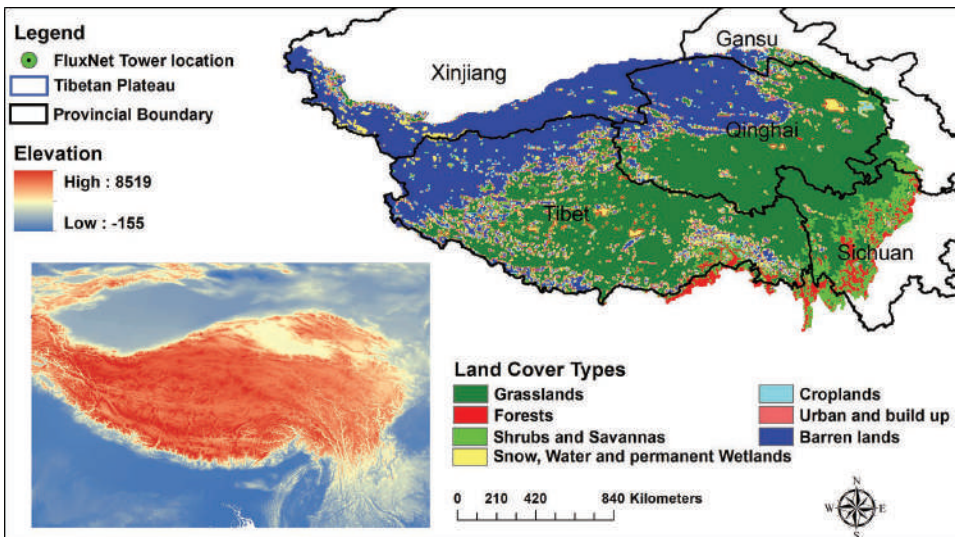 Legend
FluxNet Tower location
Tibetan Plateau
Provincial Boundary
Elevation
High : 8519
Low : -155
Xinjiang
Gansu
Qinghai
Tibet
Sichuan
Land Cover Types
Grasslands
Forests
Shrubs and Savannas
Snow, Water and permanent Wetlands
Croplands
Urban and build up
Barren lands
0 210 420 840 Kilometers
N
W E
S